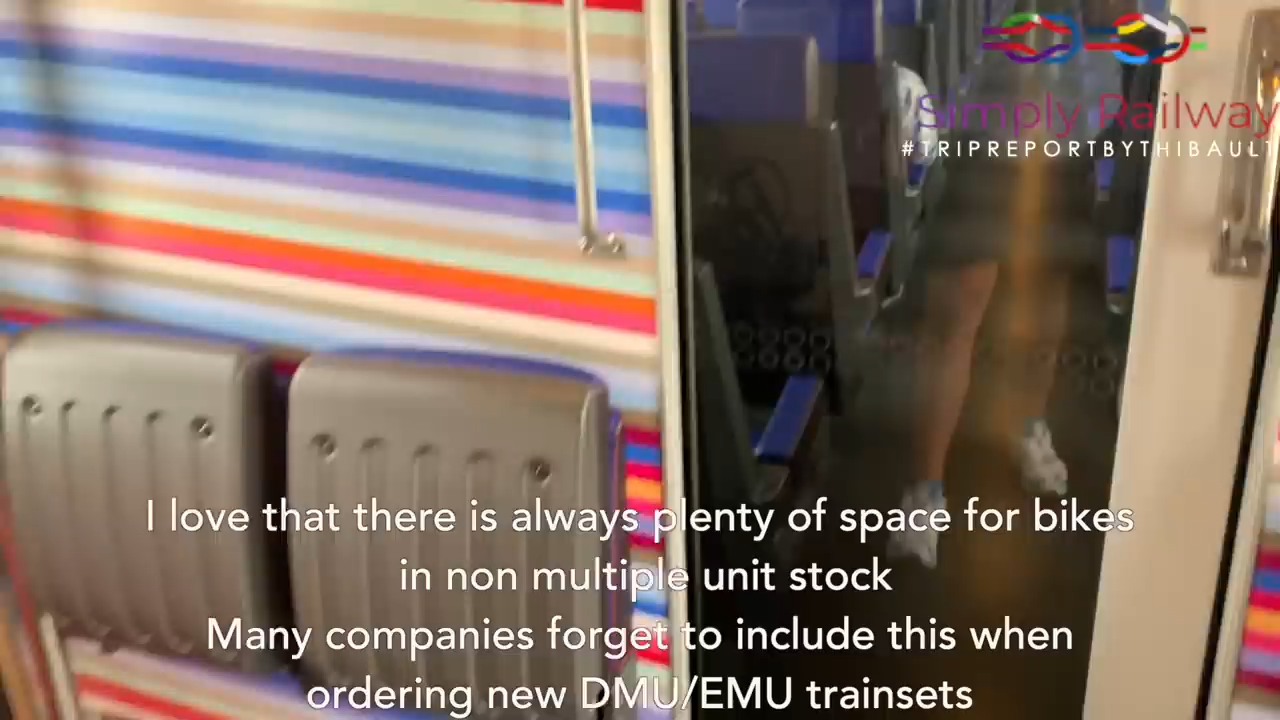 Simply Railway
#TRIPREPORTBYTHIBAULT
I love that there is always plenty of space for bikes
in non multiple unit stock
Many companies forget to include this when
ordering new DMU/EMU trainsets